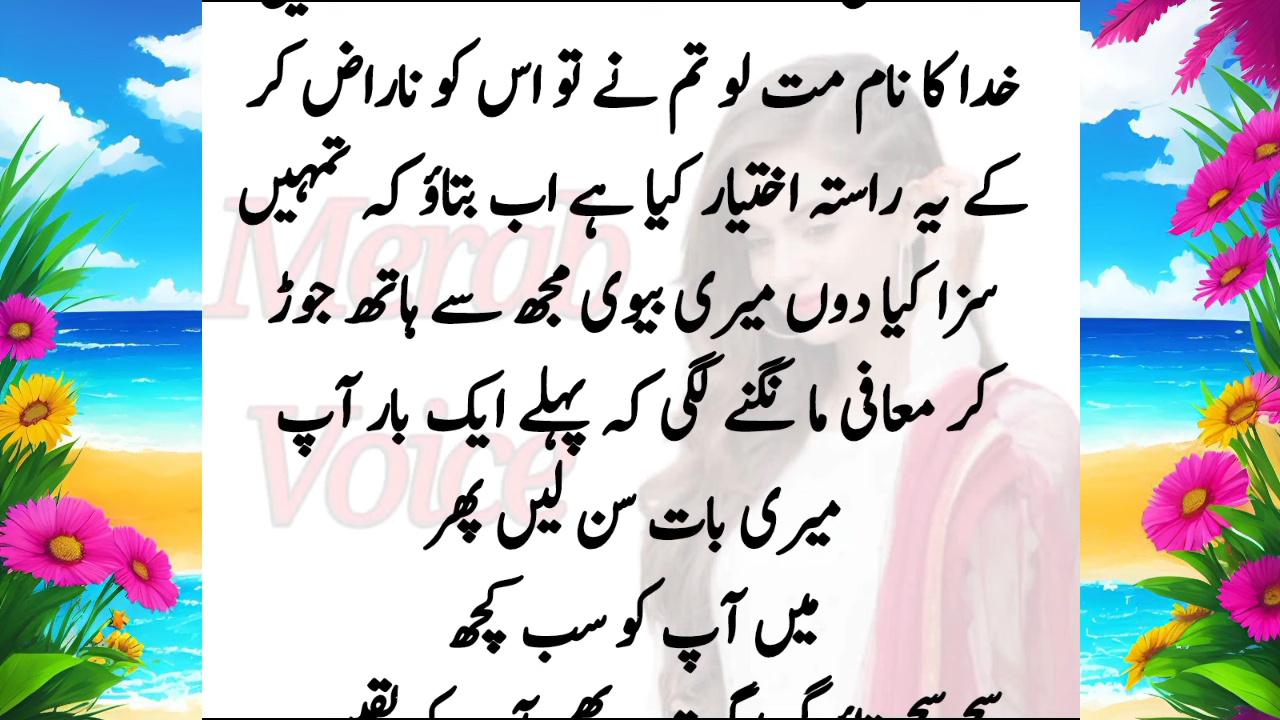 خدا کا نام مت لو تم نے تو اس کو ناراض کر
کے یہ راستہ اختیار کیا ہے اب بتاؤ کہ تمہیں
سزا کیا دوں میری بیوی مجھ سے ہاتھ جوڑ
کر معافی مانگنے لگی کہ پہلے ایک بار آپ
میری بات سن لیں پھر
میں آپ کو سب کچھ
Merab
Voice